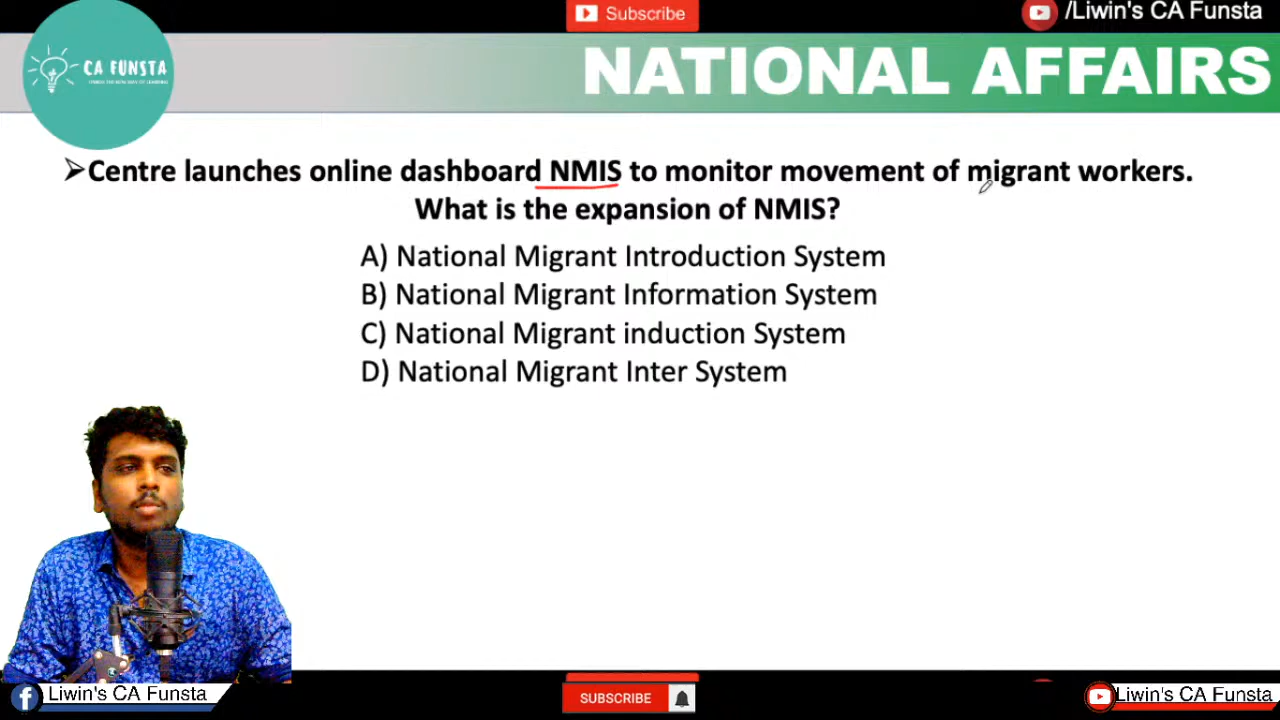 Subscribe
/Liwin's CA Funsta
CA FUNSTA
NATIONAL AFFAIRS
Centre launches online dashboard NMIS to monitor movement of migrant workers.
What is the expansion of NMIS?
A) National Migrant Introduction System
B) National Migrant Information System
C) National Migrant induction System
D) National Migrant Inter System
Liwin's CA Funsta
SUBSCRIBE
Liwin's CA Funsta